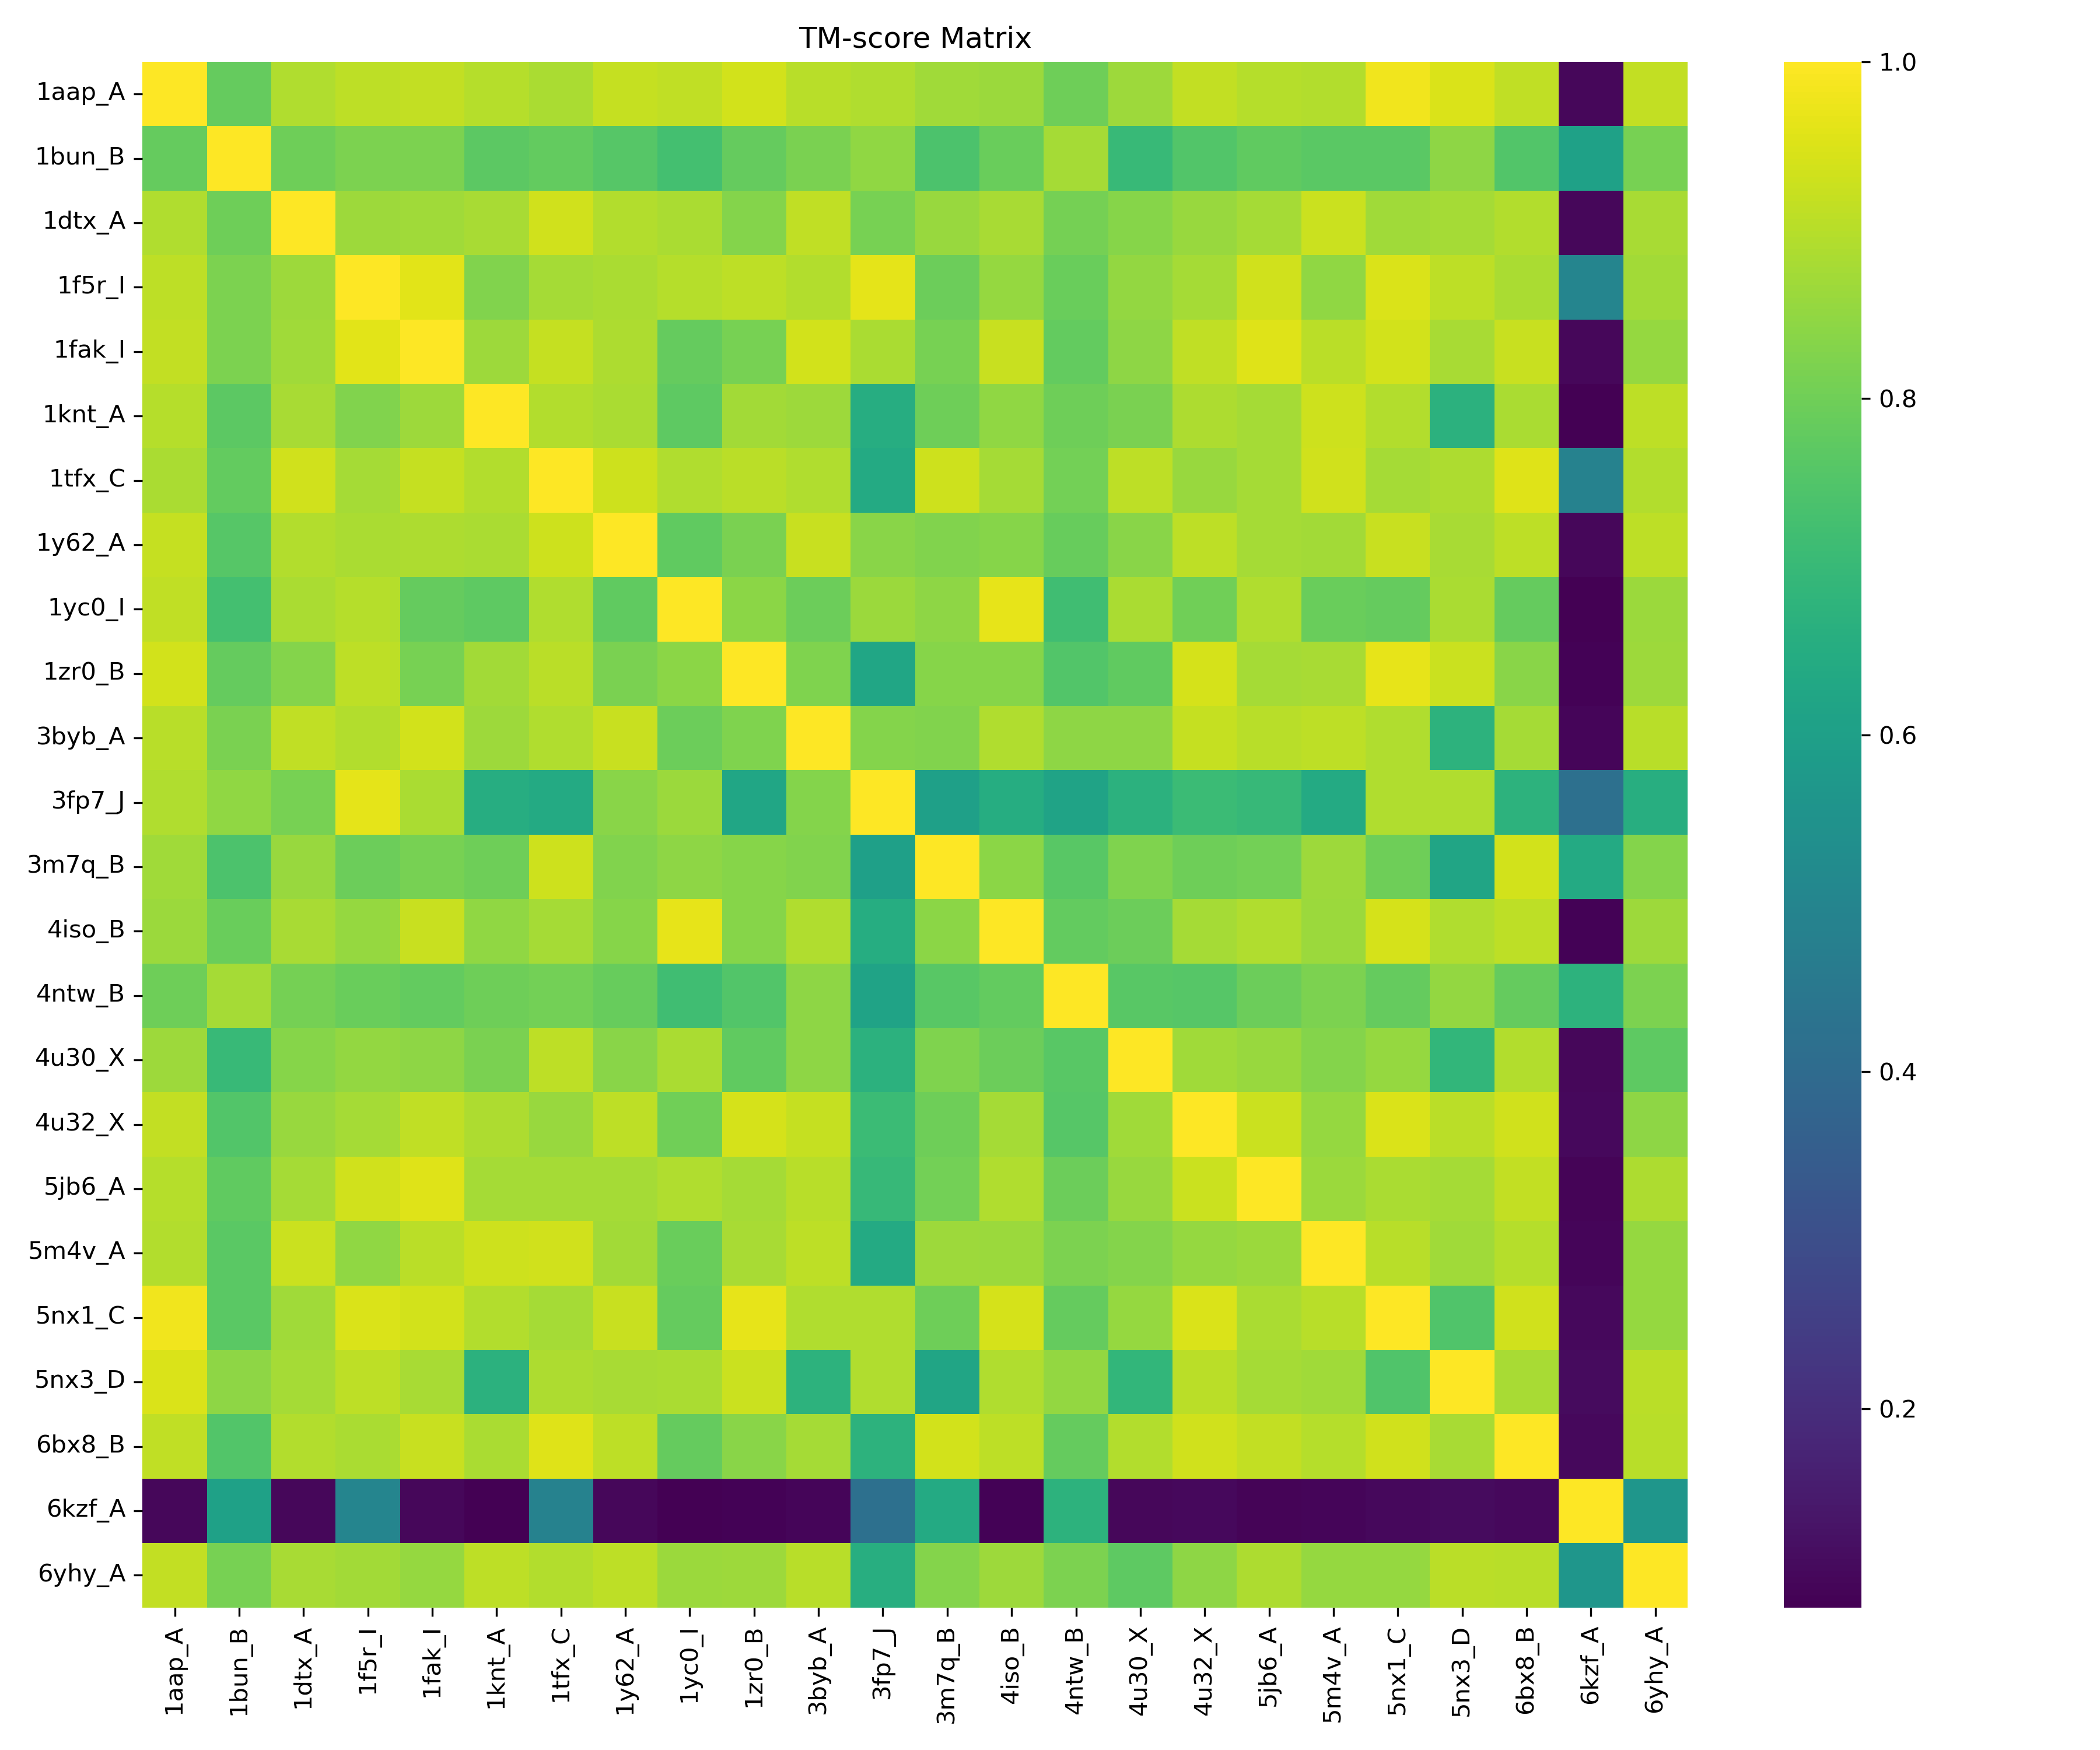 TM-score Matrix
1aap_A
1bun_B
1dtx_A
1f5r_I
1fak_I
1knt_A
1tfx_C
1y62_A
1yc0_I
1zr0_B
3byb_A
3fp7_J
3m7q_B
4iso_B
4ntw_B
4u30_X
4u32_X
5jb6_A
5m4v_A
5nx1_C
5nx3_D
6bx8_B
6kzf_A
6yhy_A
1aap_A
1bun_B
1dtx_A
1f5r_I
1fak_I
1knt_A
1tfx_C
1y62_A
1yc0_I
1zr0_B
3byb_A
3fp7_J
3m7q_B
4iso_B
4ntw_B
4u30_X
4u32_X
5jb6_A
5m4v_A
5nx1_C
5nx3_D
6bx8_B
6kzf_A
6yhy_A
1.0
0.8
0.6
0.4
0.2